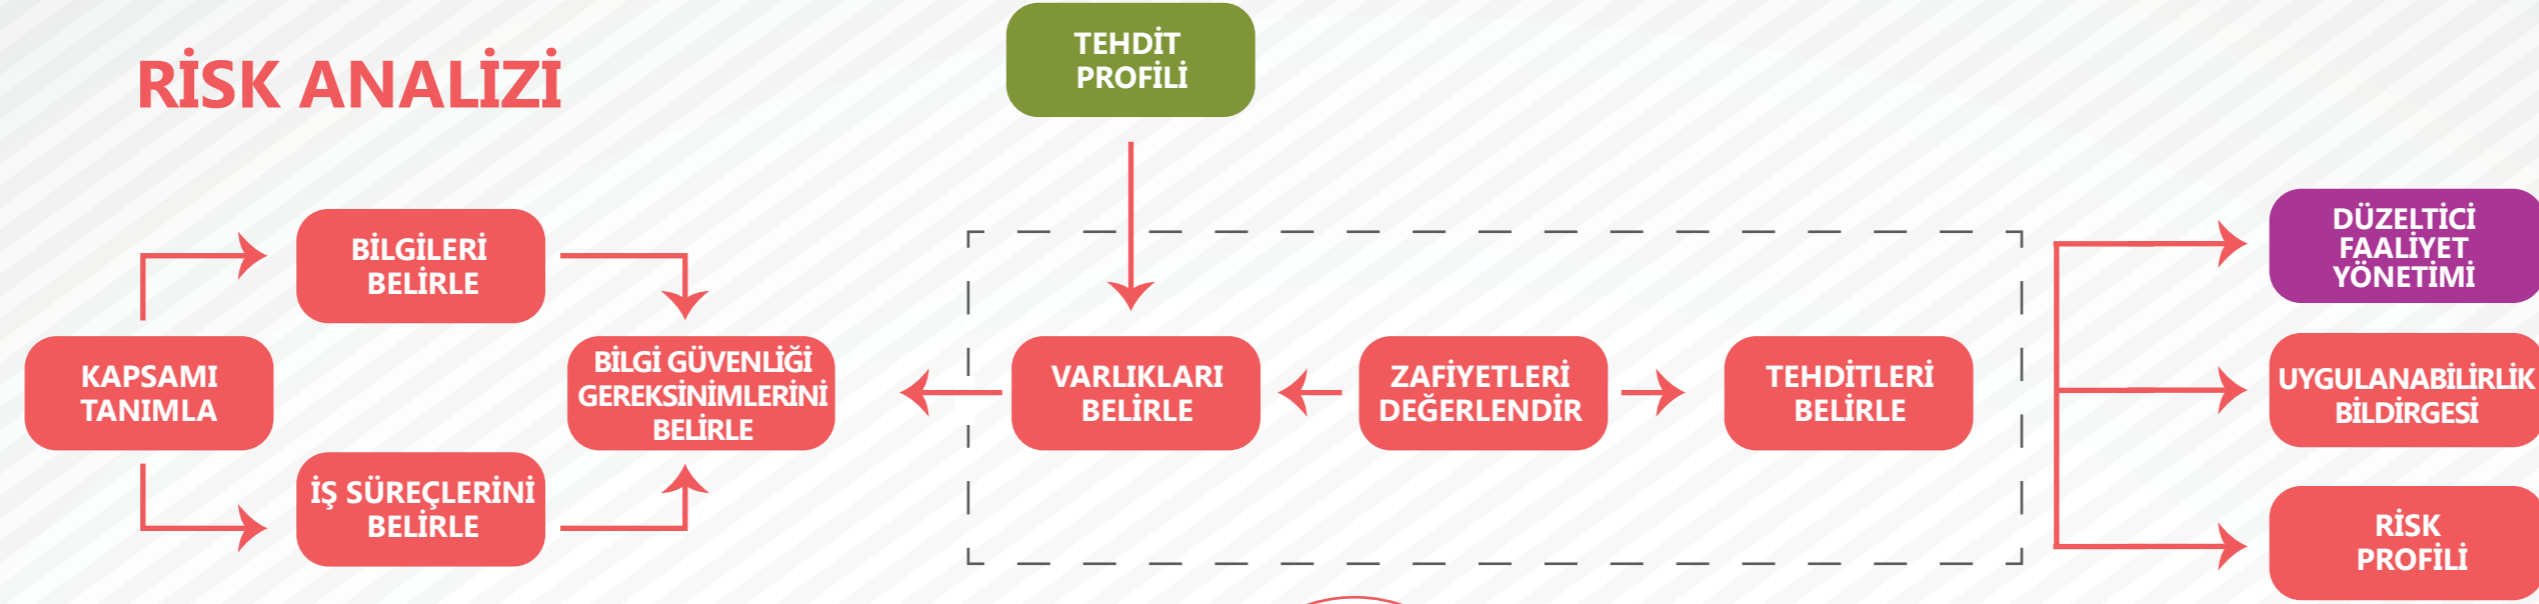 RİSK ANALİZİ
TEHDİT
PROFİLİ
KAPSAMI
TANIMLA
BİLGİLERİ
BELİRLE
İŞ SÜREÇLERİNİ
BELİRLE
BİLGİ GÜVENLİĞİ
GEREKSİNİMLERİNİ
BELİRLE
VARLIKLARI
BELİRLE
ZAFİYETLERİ
DEĞERLENDİR
TEHDİTLERİ
BELİRLE
DÜZELTİCİ
FAALİYET
YÖNETİMİ
UYGULANABİLİRLİK
BİLDİRGESİ
RİSK
PROFİLİ